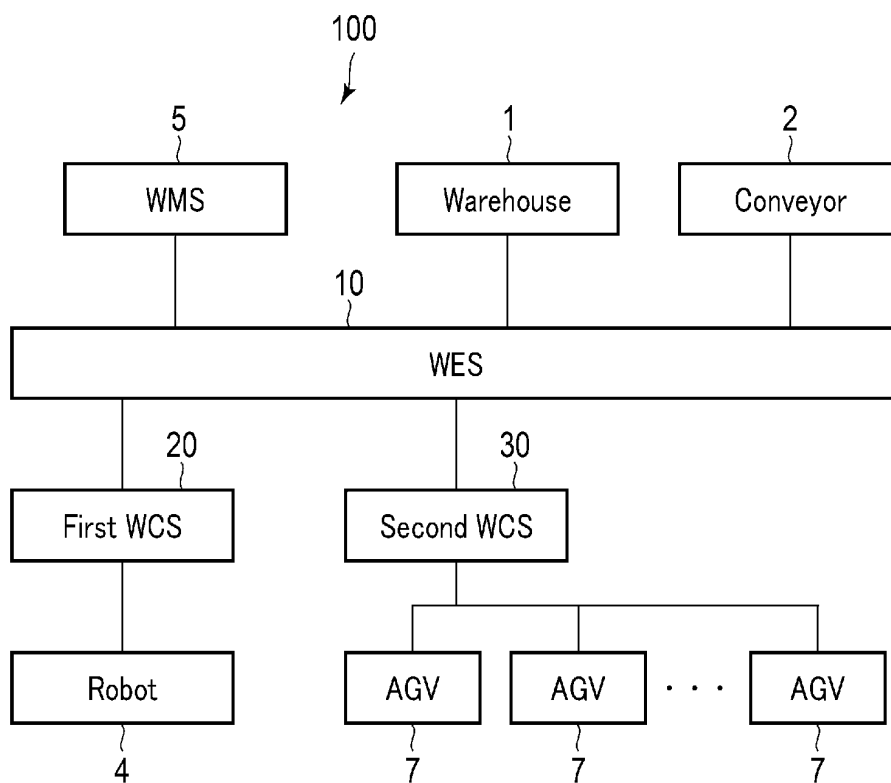 100
5 1 2
WMS Warehouse Conveyor
10
WES
20 30
First WCS Second WCS
Robot AGV AGV · · · AGV
4 7 7 7